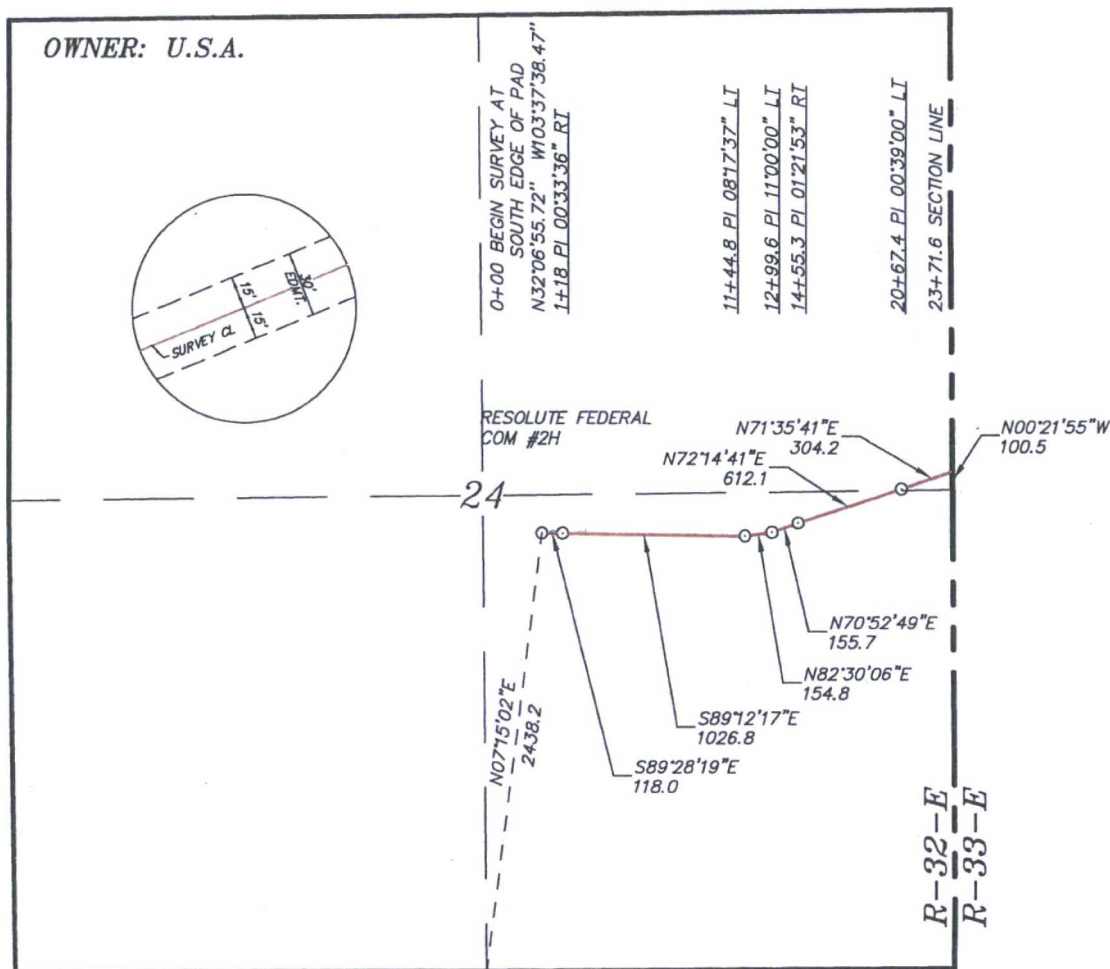 OWNER: U.S.A.
0+00 BEGIN SURVEY AT
SOUTH EDGE OF PAD
N32°06'55.72" W103°37'38.47"
1+18 PI 00°33'36" RT
11+44.8 PI 08°17'37" LT
12+99.6 PI 11°00'00" LT
14+55.3 PI 01°21'53" RT
20+67.4 PI 00°39'00" LT
23+71.6 SECTION LINE
15'
15'
30'
EDMT.
SURVEY CL
RESOLUTE FEDERAL
COM #2H
N71°35'41"E
304.2
N00°21'55"W
100.5
N72°14'41"E
612.1
24
N70°52'49"E
155.7
N82°30'06"E
154.8
S89°12'17"E
1026.8
S89°28'19"E
118.0
N07°15'02"E
2438.2
R-32-E
R-33-E